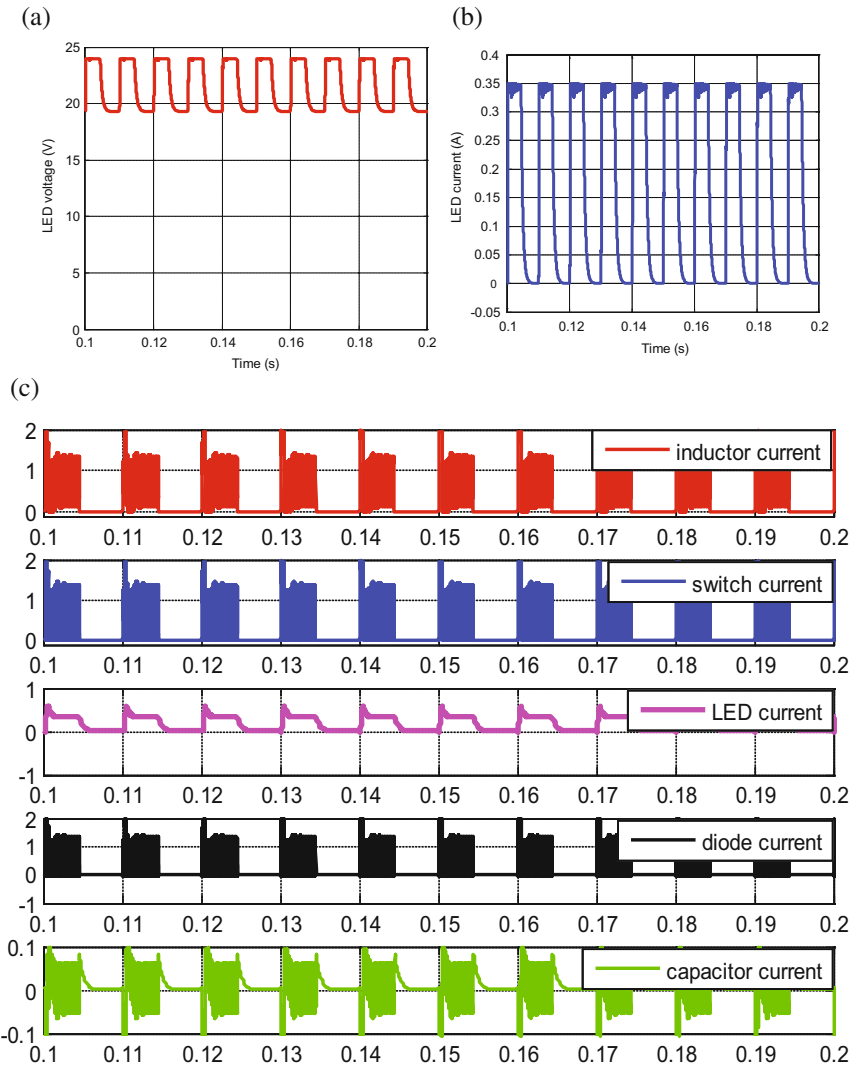 (a)
25
20
15
10
5
0
LED voltage (V)
0.1 0.12 0.14 0.16 0.18 0.2
Time (s)
(b)
0.4
0.35
0.3
0.25
0.2
0.15
0.1
0.05
0
-0.05
LED current (A)
0.1 0.12 0.14 0.16 0.18 0.2
Time (s)
(c)
2
1
0
inductor current
0.1 0.11 0.12 0.13 0.14 0.15 0.16 0.17 0.18 0.19 0.2
2
1
0
switch current
0.1 0.11 0.12 0.13 0.14 0.15 0.16 0.17 0.18 0.19 0.2
1
0
-1
LED current
0.1 0.11 0.12 0.13 0.14 0.15 0.16 0.17 0.18 0.19 0.2
2
1
0
-1
diode current
0.1 0.11 0.12 0.13 0.14 0.15 0.16 0.17 0.18 0.19 0.2
0.1
0
-0.1
capacitor current
0.1 0.11 0.12 0.13 0.14 0.15 0.16 0.17 0.18 0.19 0.2